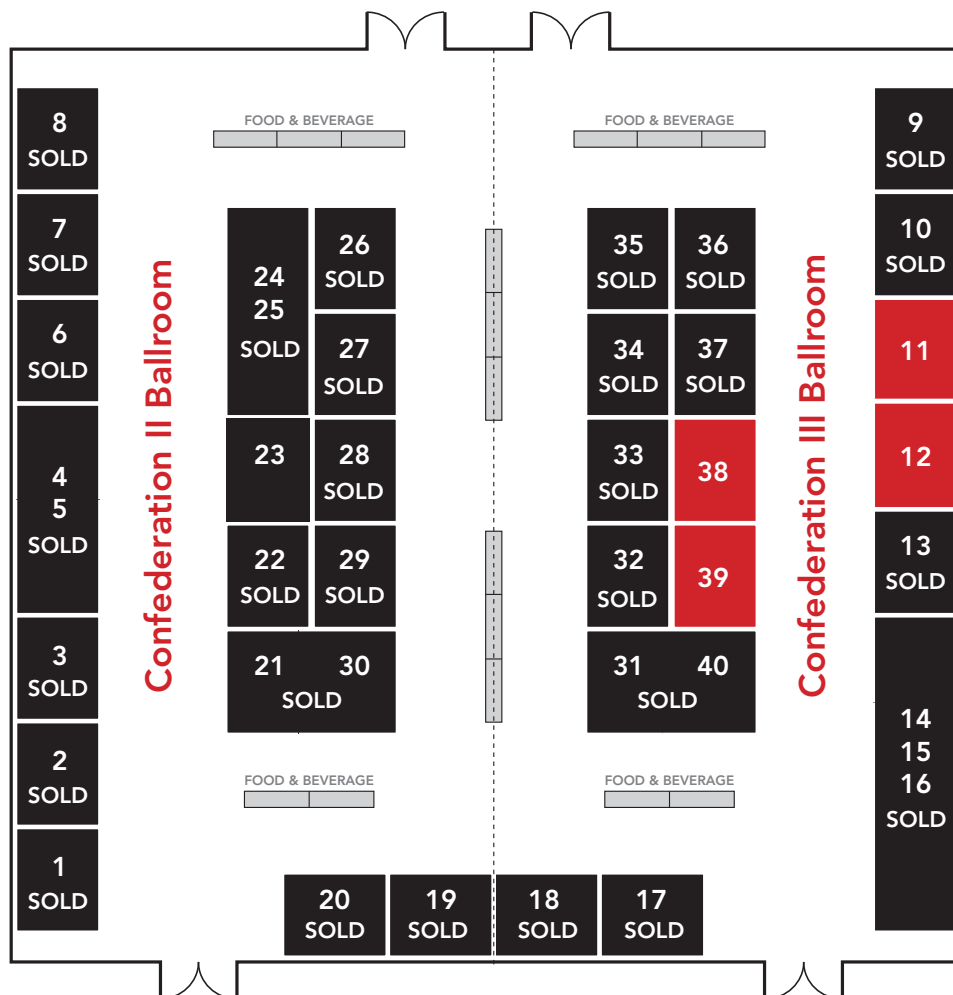 8
SOLD
7
SOLD
6
SOLD
4
5
SOLD
3
SOLD
2
SOLD
1
SOLD
Confederation II Ballroom
FOOD & BEVERAGE
24
25
SOLD
26
SOLD
27
SOLD
23
28
SOLD
22
SOLD
29
SOLD
21 30
SOLD
FOOD & BEVERAGE
20
SOLD
19
SOLD
18
SOLD
17
SOLD
FOOD & BEVERAGE
35
SOLD
36
SOLD
34
SOLD
37
SOLD
33
SOLD
38
32
SOLD
39
31 40
SOLD
FOOD & BEVERAGE
Confederation III Ballroom
9
SOLD
10
SOLD
11
12
13
SOLD
14
15
16
SOLD